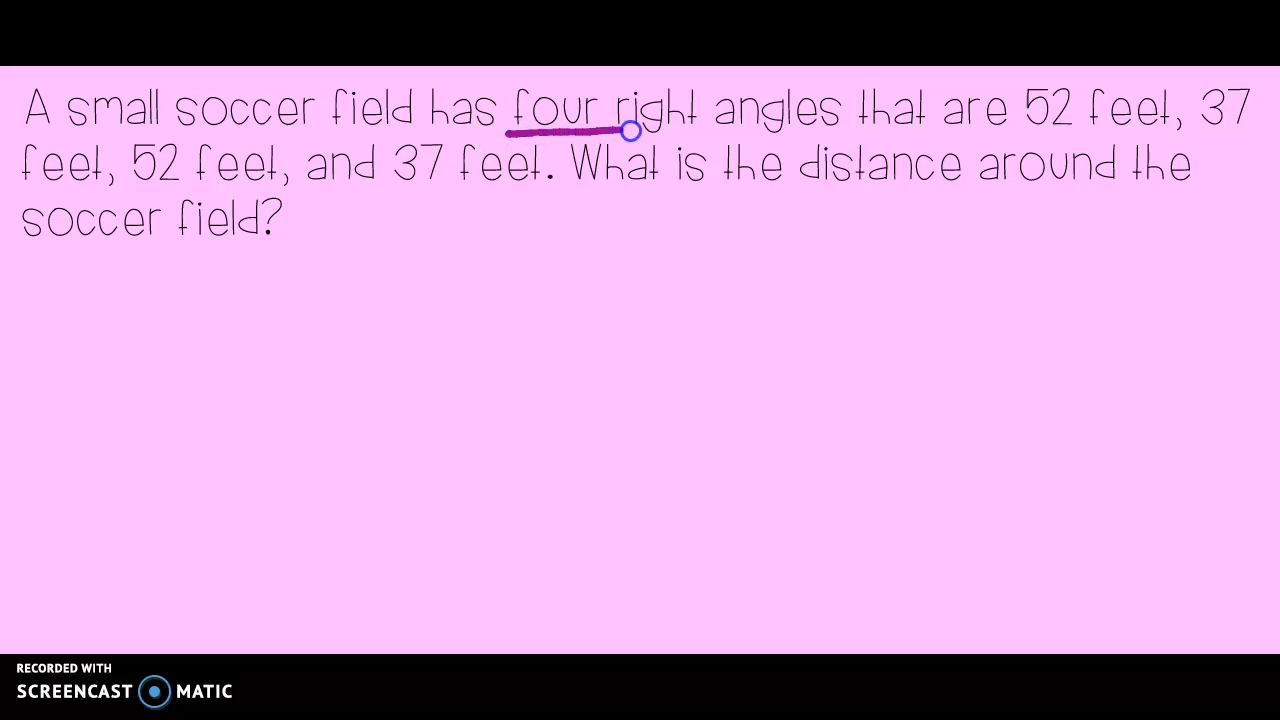 A small soccer field has four right angles that are 52 feet, 37
feet, 52 feet, and 37 feet. What is the distance around the
soccer field?
RECORDED WITH
SCREENCAST MATIC